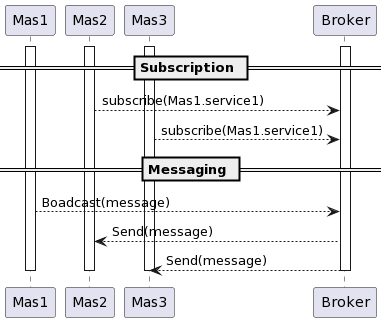 Mas1 Mas2 Mas3 Broker
Subscription
subscribe(Mas1.service1)
subscribe(Mas1.service1)
Messaging
Boadcast(message)
Send(message)
Send(message)
Mas1 Mas2 Mas3 Broker